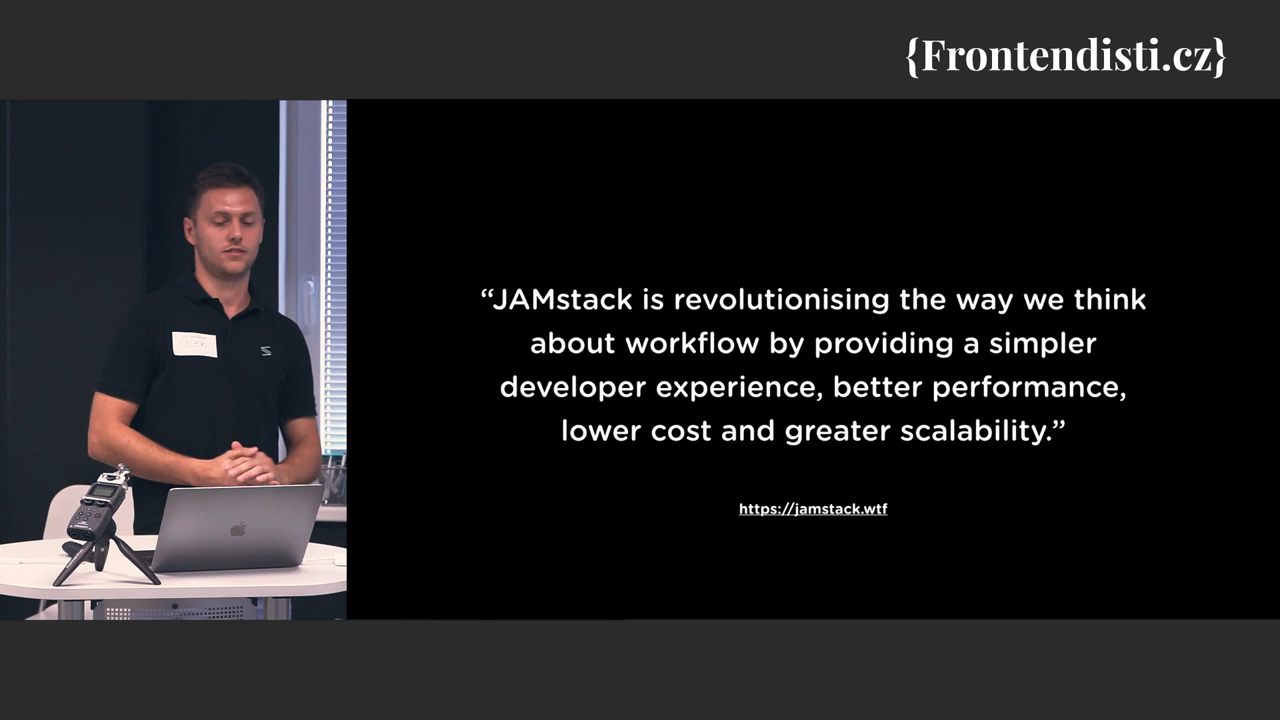 {Frontendisti.cz}
“JAMstack is revolutionising the way we think
about workflow by providing a simpler
developer experience, better performance,
lower cost and greater scalability.”
https://jamstack.wtf